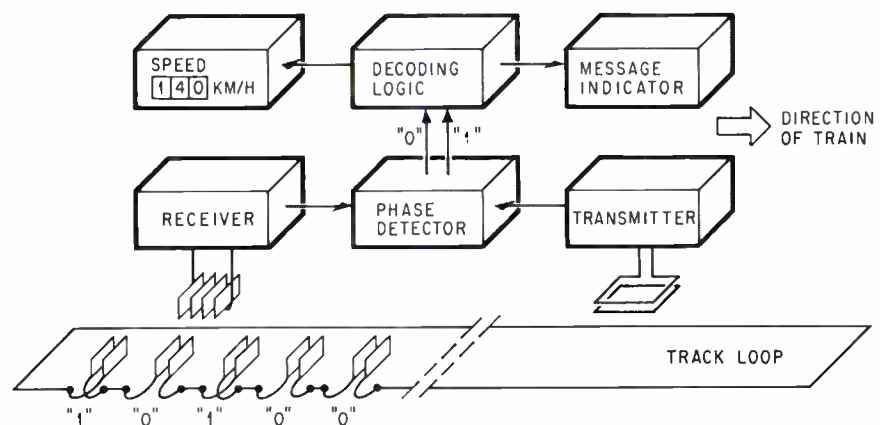 SPEED
140 KM/H
DECODING
LOGIC
MESSAGE
INDICATOR
DIRECTION
OF TRAIN
"0" "1"
RECEIVER
PHASE
DETECTOR
TRANSMITTER
TRACK LOOP
"1" "0" "1" "0" "0"